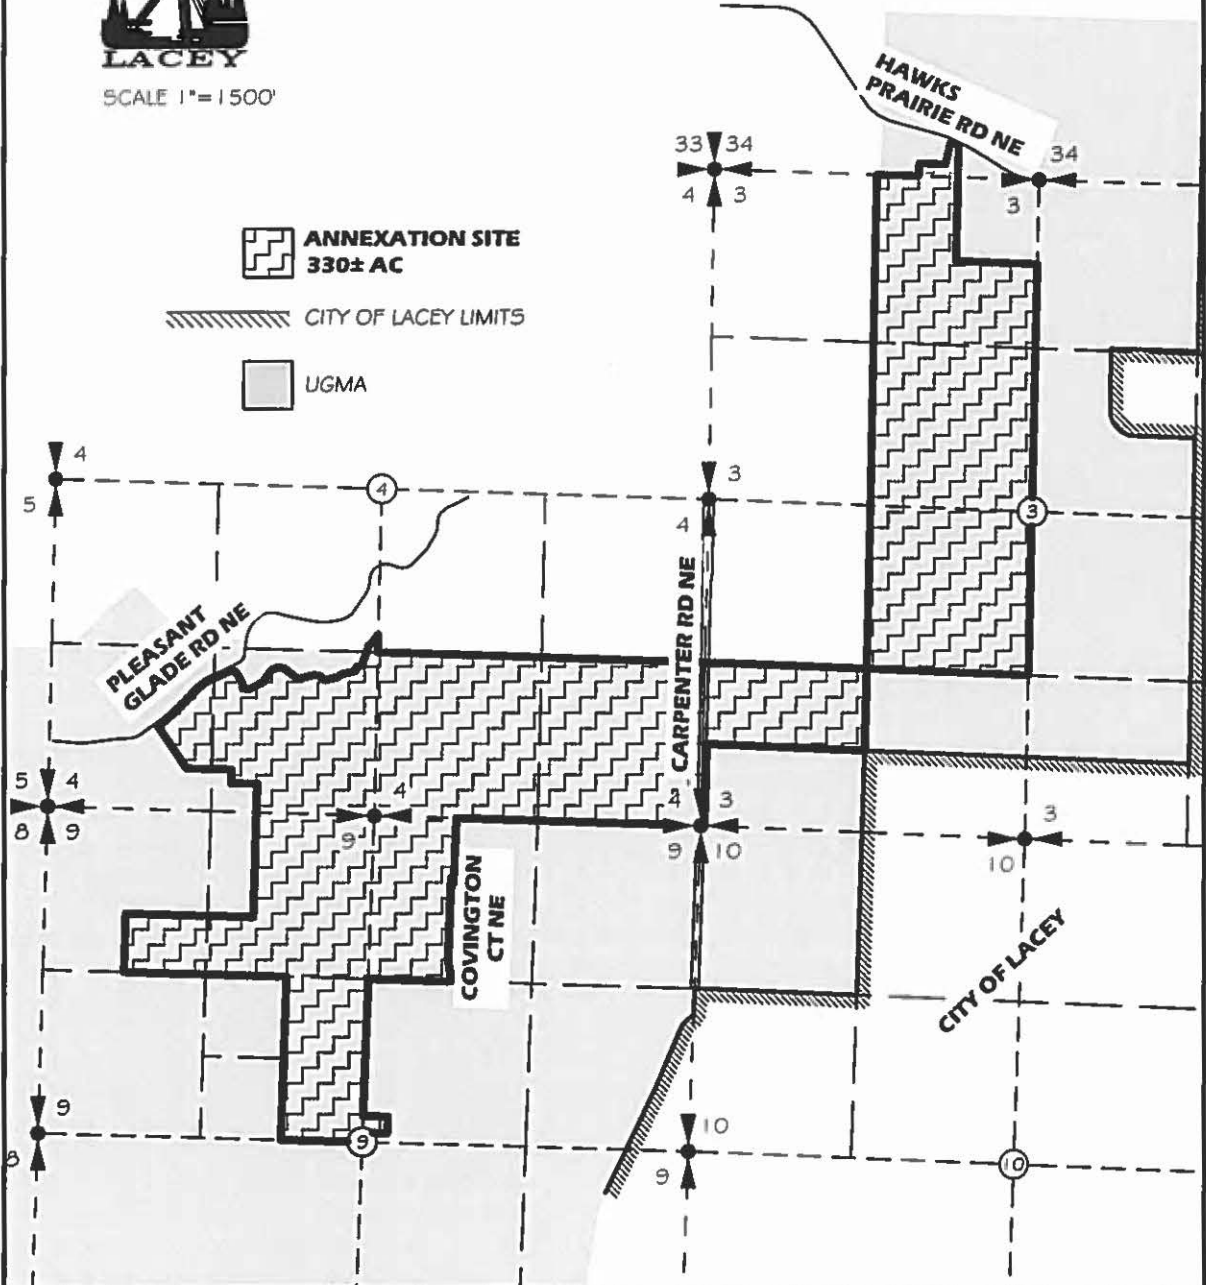 LACEY
SCALE 1"=1500'
HAWKS
PRAIRIE RD NE
33 34
4 3
34
3
ANNEXATION SITE
330± AC
CITY OF LACEY LIMITS
UGMA
4
5
4
3
4
3
PLEASANT
GLADE RD NE
CARPENTER RD NE
5 4
8 9
4
9
4 3
9 10
3
10
COVINGTON
CT NE
CITY OF LACEY
9
8
9
10
9
10